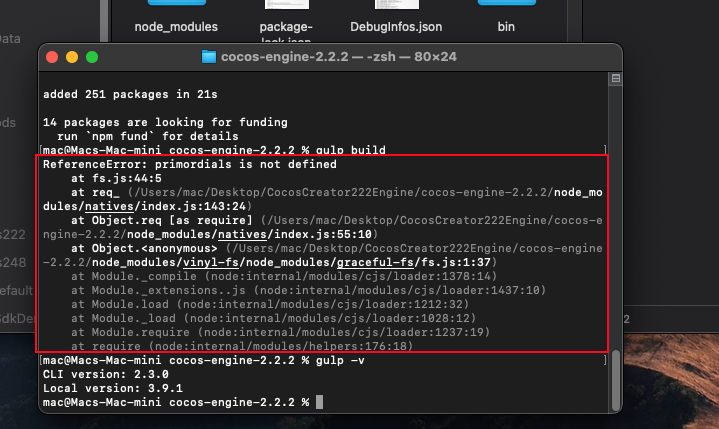 Data
node_modules
package-
lock.json
DebugInfos.json
bin
cocos-engine-2.2.2 — -zsh — 80×24
added 251 packages in 21s
ods
14 packages are looking for funding
run `npm fund` for details
[mac@Macs-Mac-mini cocos-engine-2.2.2 % gulp build ]
ReferenceError: primordials is not defined
at fs.js:44:5
at req_ (/Users/mac/Desktop/CocosCreator222Engine/cocos-engine-2.2.2/node_mo
dules/natives/index.js:143:24)
at Object.req [as require] (/Users/mac/Desktop/CocosCreator222Engine/cocos-e
ngine-2.2.2/node_modules/natives/index.js:55:10)
s222
at Object.<anonymous> (/Users/mac/Desktop/CocosCreator222Engine/cocos-engine
-2.2.2/node_modules/vinyl-fs/node_modules/graceful-fs/fs.js:1:37)
s248
at Module._compile (node:internal/modules/cjs/loader:1378:14)
at Module._extensions..js (node:internal/modules/cjs/loader:1437:10)
efault
at Module.load (node:internal/modules/cjs/loader:1212:32)
at Module._load (node:internal/modules/cjs/loader:1028:12)
SdkDem
2
at Module.require (node:internal/modules/cjs/loader:1237:19)
at require (node:internal/modules/helpers:176:18)
[mac@Macs-Mac-mini cocos-engine-2.2.2 % gulp -v ]
CLI version: 2.3.0
Local version: 3.9.1
mac@Macs-Mac-mini cocos-engine-2.2.2 %